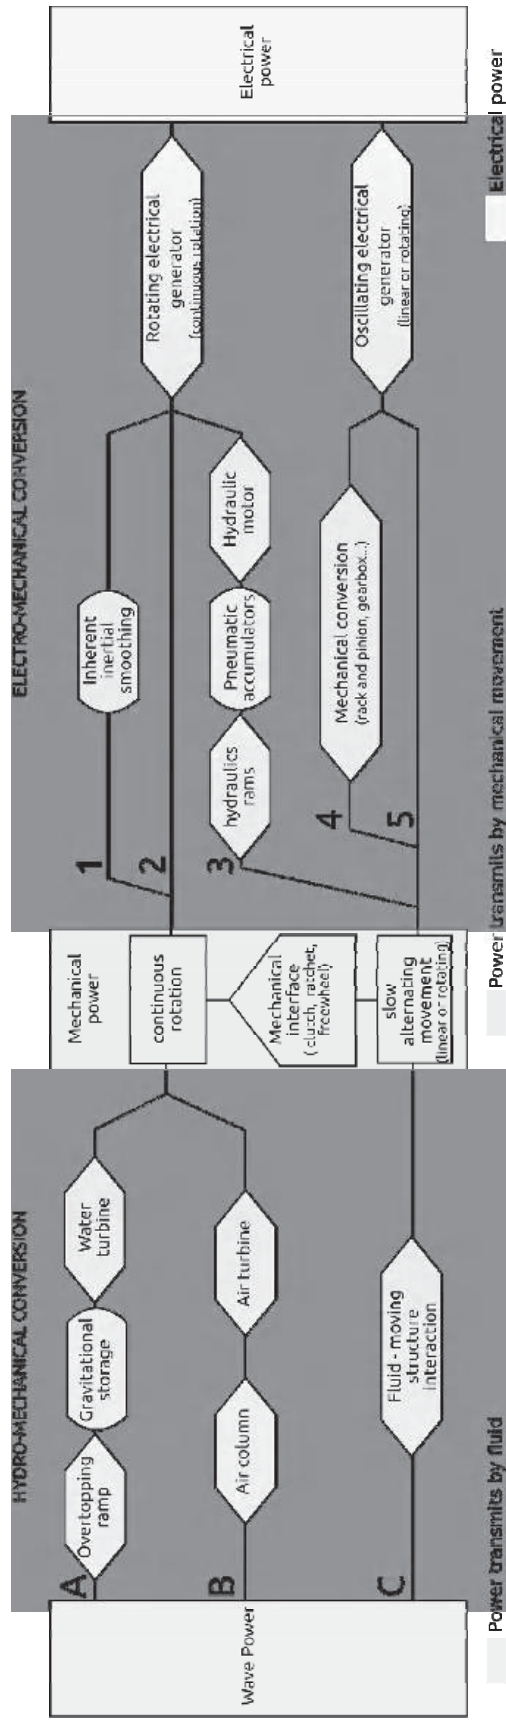 HYDRO-MECHANICAL CONVERSION
ELECTRO-MECHANICAL CONVERSION
Wave Power
A
Overtopping
ramp
Gravitational
storage
Water
turbine
B
Air column
Air turbine
C
Fluid - moving
structure
interaction
Mechanical
power
continuous
rotation
Mechanical
interface
( clutch, ratchet,
freewheel)
slow
alternating
movement
(linear or rotating)
1
Inherent
inertial
smoothing
2
3
hydraulics
rams
Pneumatic
accumulators
Hydraulic
motor
4
Mechanical conversion
(rack and pinion, gearbox...)
5
Rotating electrical
generator
(continuous rotation)
Oscillating electrical
generator
(linear or rotating)
Electrical
power
Power transmits by fluid
Power transmits by mechanical movement
Electrical power